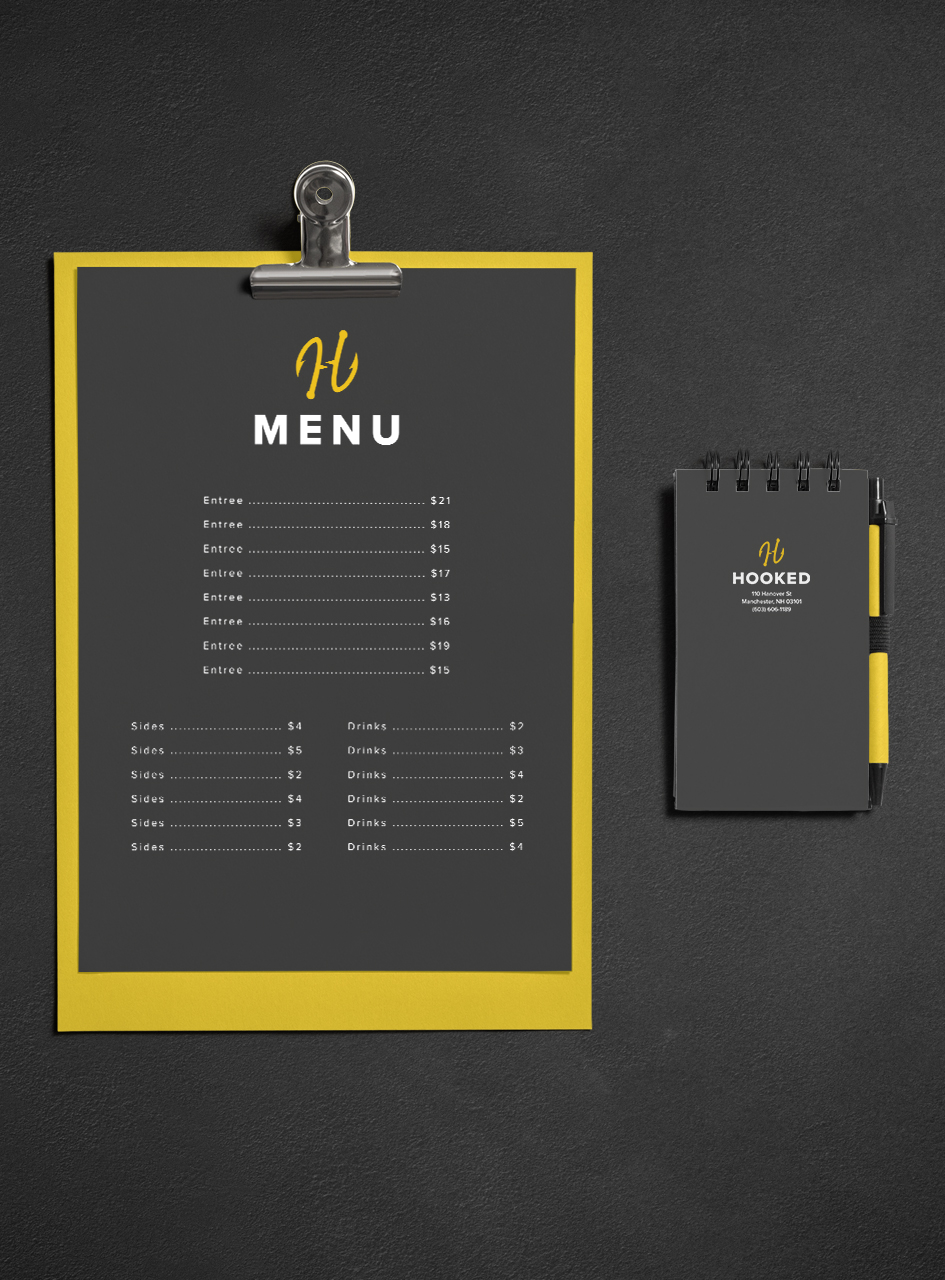 H
MENU
Entree ........................................ $21
Entree ........................................ $18
Entree ........................................ $15
Entree ........................................ $17
Entree ........................................ $13
Entree ........................................ $16
Entree ........................................ $19
Entree ........................................ $15
Sides .......................... $4
Sides .......................... $5
Sides .......................... $2
Sides .......................... $4
Sides .......................... $3
Sides .......................... $2
Drinks .......................... $2
Drinks .......................... $3
Drinks .......................... $4
Drinks .......................... $2
Drinks .......................... $5
Drinks .......................... $4
H
HOOKED
110 Hanover St
Manchester, NH 03101
(603) 606-1189